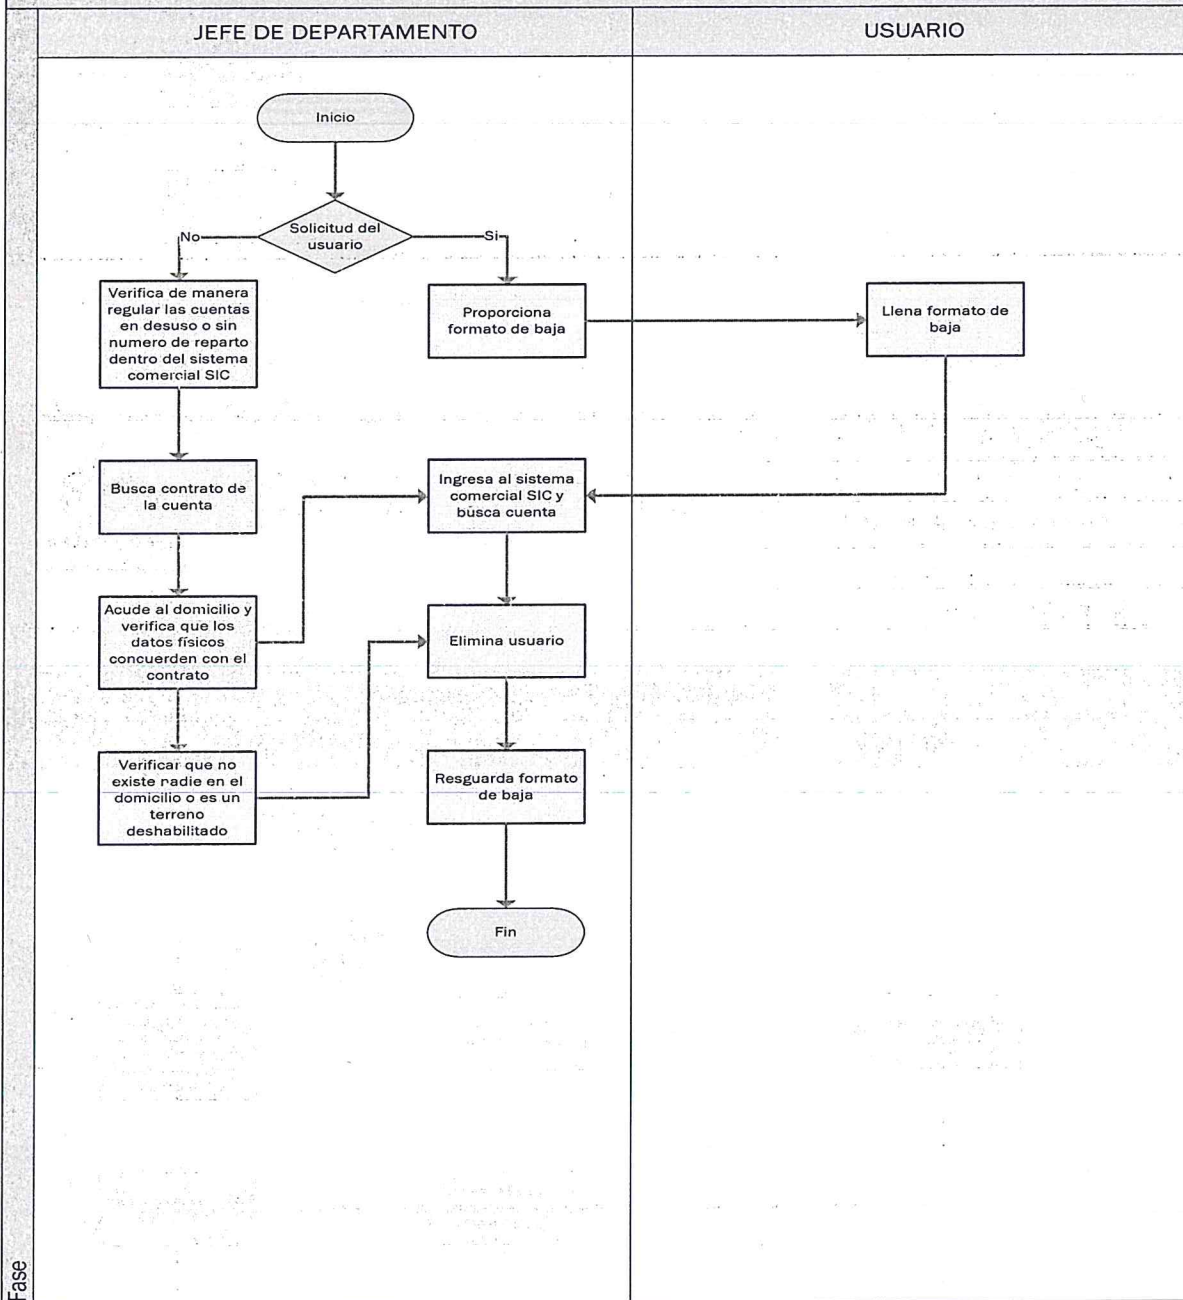 JEFE DE DEPARTAMENTO
USUARIO
Inicio
Solicitud del
usuario
No
Si
Verifica de manera
regular las cuentas
en desuso o sin
numero de reparto
dentro del sistema
comercial SIC
Proporciona
formato de baja
Llena formato de
baja
Busca contrato de
la cuenta
Ingresa al sistema
comercial SIC y
busca cuenta
Acude al domicilio y
verifica que los
datos físicos
concuerden con el
contrato
Elimina usuario
Verificar que no
existe nadie en el
domicilio o es un
terreno
deshabilitado
Resguarda formato
de baja
Fin
Fase